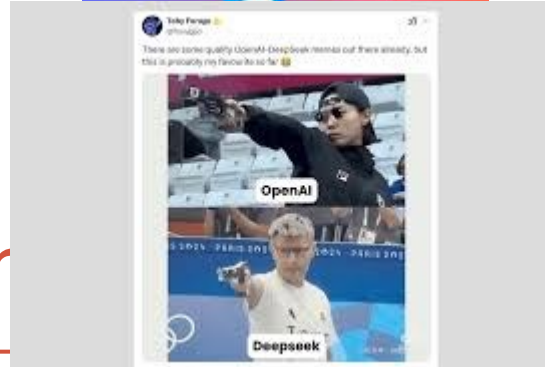 Toby Farago
There are some quality OpenAI-DeepSeek memes out there already, but
this is probably my favourite so far 😂
OpenAI
PARIS 2024
Deepseek